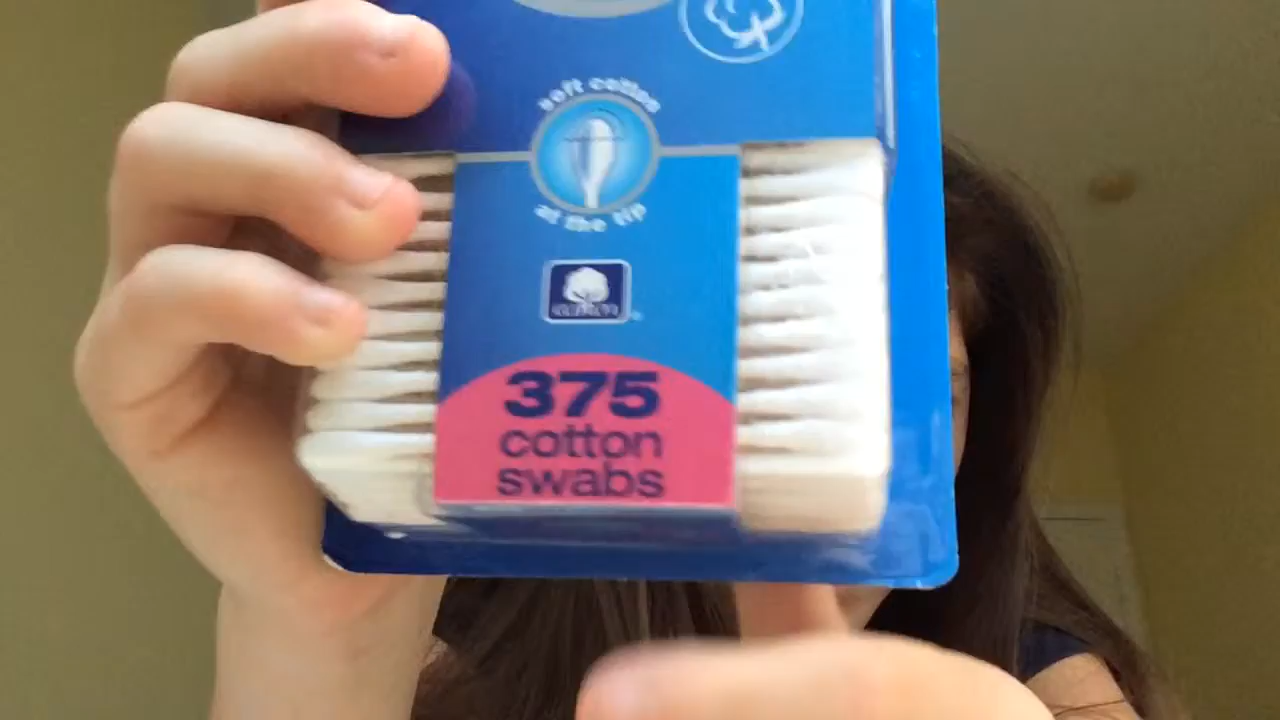 soft cotton
at the tip
375
cotton
swabs